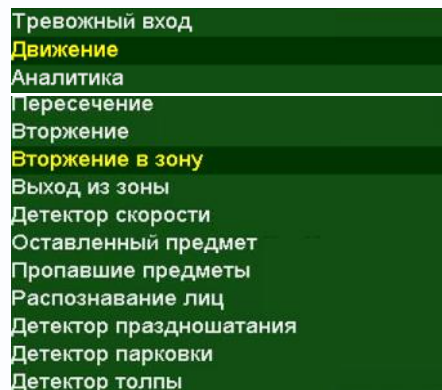 Тревожный вход
Движение
Аналитика
Пересечение
Вторжение
Вторжение в зону
Выход из зоны
Детектор скорости
Оставленный предмет
Пропавшие предметы
Распознавание лиц
Детектор праздношатания
Детектор парковки
Детектор толпы